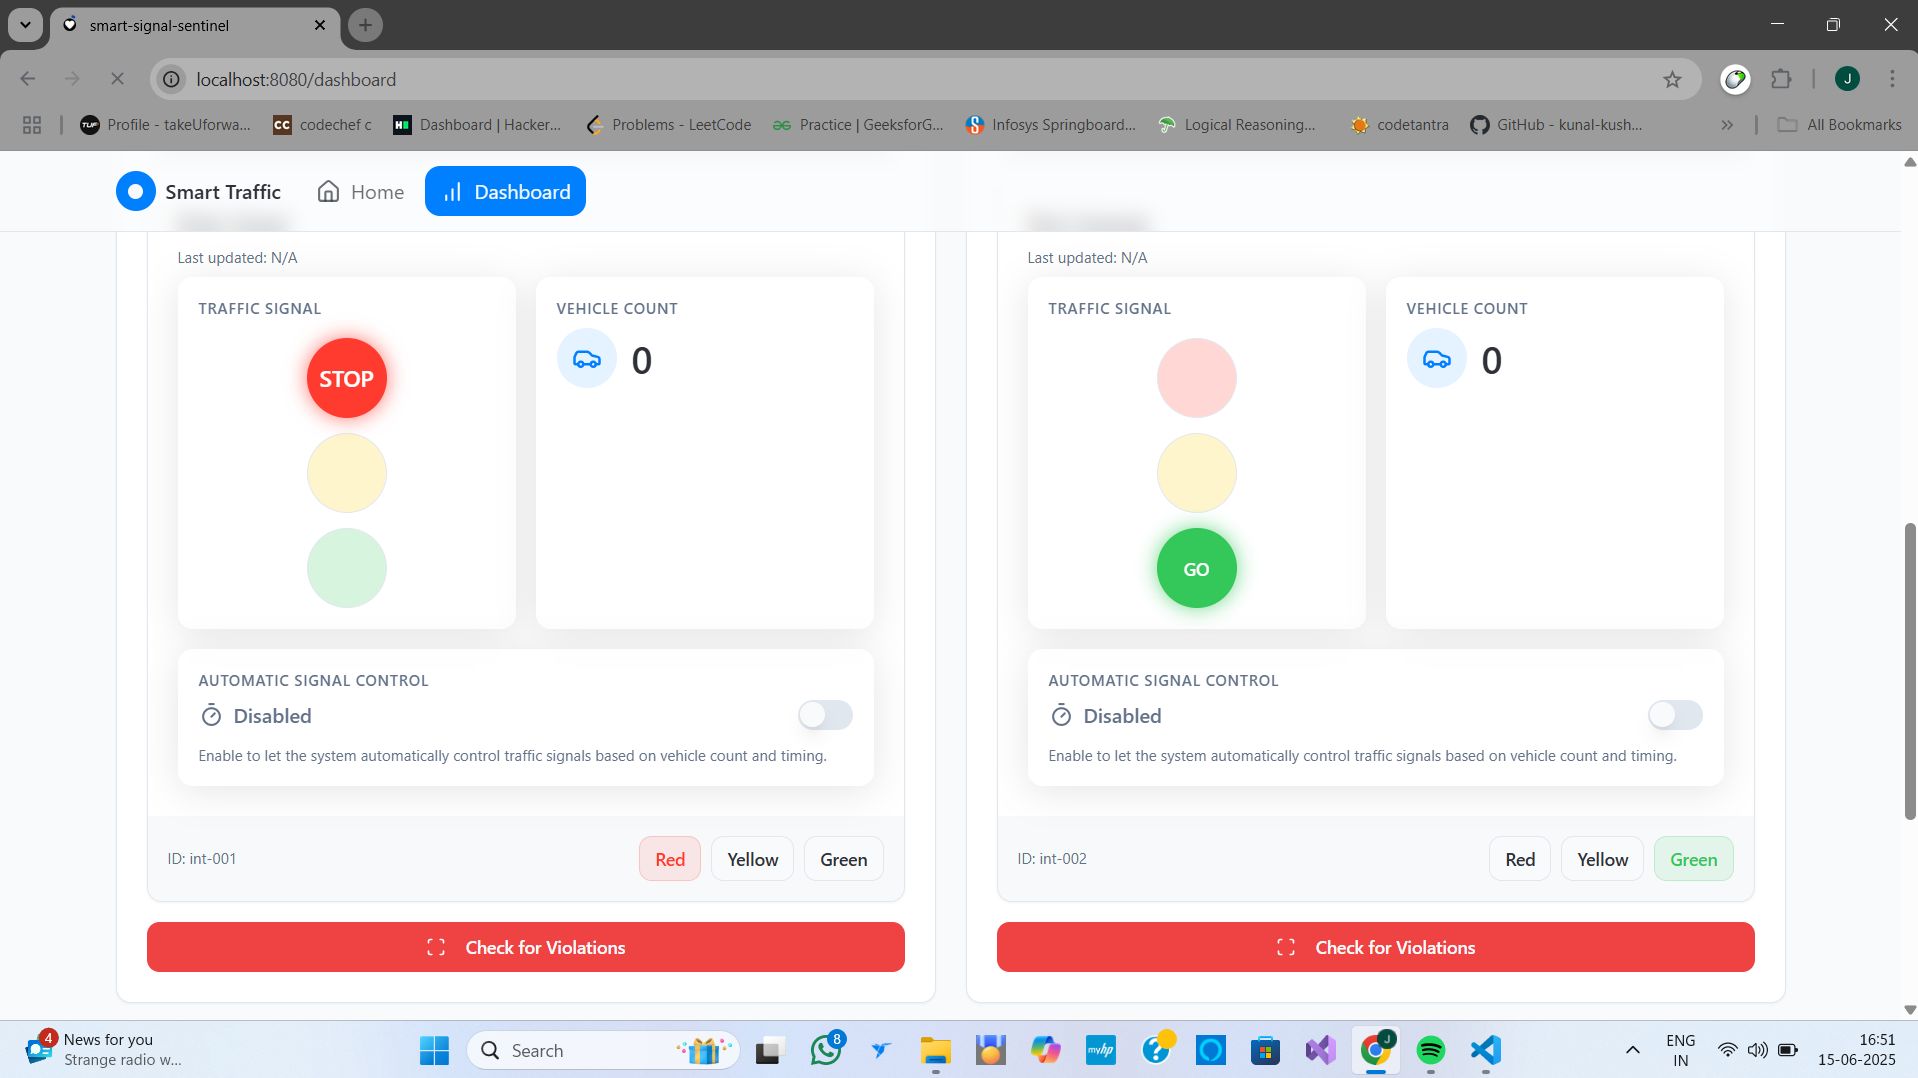 smart-signal-sentinel
localhost:8080/dashboard
J
TUF Profile - takeUforwa...
CC codechef c
H Dashboard | Hacker...
Problems - LeetCode
Practice | GeeksforG...
Infosys Springboard...
Logical Reasoning...
codetantra
GitHub - kunal-kush...
All Bookmarks
Smart Traffic
Home
Dashboard
Last updated: N/A
TRAFFIC SIGNAL
STOP
VEHICLE COUNT
0
AUTOMATIC SIGNAL CONTROL
Disabled
Enable to let the system automatically control traffic signals based on vehicle count and timing.
ID: int-001
Red
Yellow
Green
Check for Violations
Last updated: N/A
TRAFFIC SIGNAL
GO
VEHICLE COUNT
0
AUTOMATIC SIGNAL CONTROL
Disabled
Enable to let the system automatically control traffic signals based on vehicle count and timing.
ID: int-002
Red
Yellow
Green
Check for Violations
4
News for you
Strange radio w...
Search
8
myhp
J
ENG
IN
16:51
15-06-2025